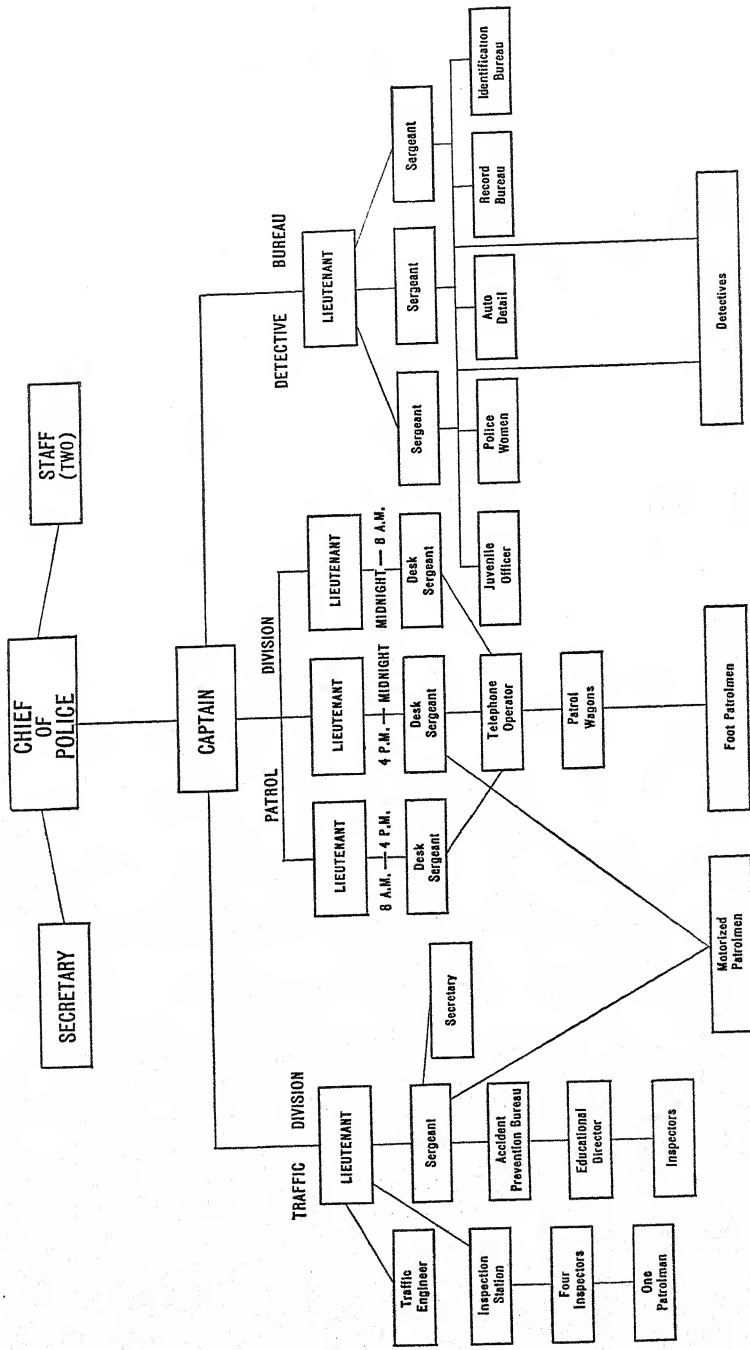 CHIEF
OF
POLICE
SECRETARY
STAFF
(TWO)
CAPTAIN
TRAFFIC DIVISION
LIEUTENANT
Traffic
Engineer
Inspection
Station
Four
Inspectors
One
Patrolman
Sergeant
Secretary
Accident
Prevention Bureau
Educational
Director
Inspectors
PATROL DIVISION
LIEUTENANT
8 A.M. — 4 P.M.
Desk
Sergeant
LIEUTENANT
4 P.M. — MIDNIGHT
Desk
Sergeant
LIEUTENANT
MIDNIGHT — 8 A.M.
Desk
Sergeant
Telephone
Operator
Patrol
Wagons
Motorized
Patrolmen
Foot Patrolmen
DETECTIVE BUREAU
LIEUTENANT
Sergeant
Sergeant
Sergeant
Juvenile
Officer
Police
Women
Auto
Detail
Record
Bureau
Identification
Bureau
Detectives